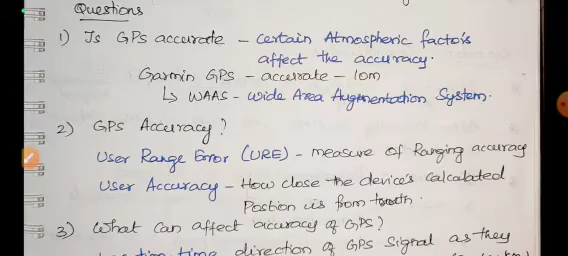 Questions
1) Is GPs accurate - certain Atmospheric factors
affect the accuracy.
Garmin GPS - accurate - 10m
↳ WAAS - Wide Area Augmentation System.
2) GPS Accuracy?
User Range Error (URE) - measure of Ranging accuracy
User Accuracy - How close the device's calculated
Position is from truth.
3) What can affect accuracy of GPS?
time, direction of GPS Signal as they